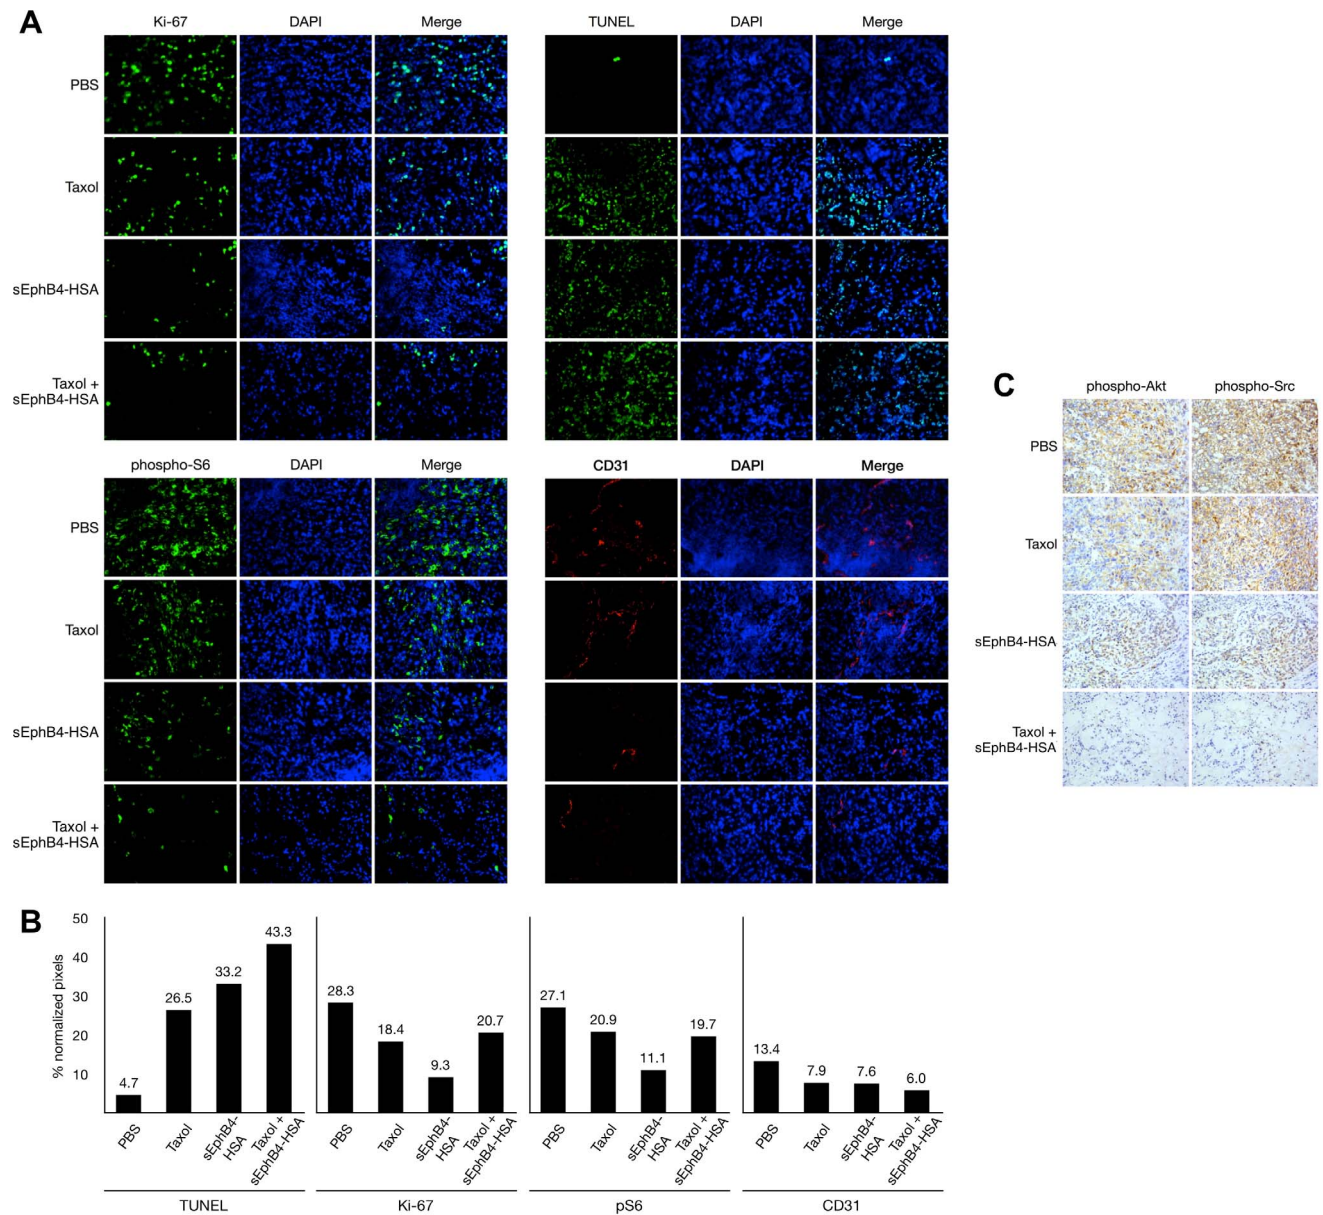 A
Ki-67 DAPI Merge
TUNEL DAPI Merge
PBS
Taxol
sEphB4-HSA
Taxol +
sEphB4-HSA
phospho-S6 DAPI Merge
CD31 DAPI Merge
PBS
Taxol
sEphB4-HSA
Taxol +
sEphB4-HSA
C
phospho-Akt phospho-Src
PBS
Taxol
sEphB4-HSA
Taxol +
sEphB4-HSA
B
% normalized pixels
50
40
30
20
10
4.7
26.5
33.2
43.3
PBS
Taxol
sEphB4-
HSA
Taxol +
sEphB4-HSA
TUNEL
28.3
18.4
9.3
20.7
PBS
Taxol
sEphB4-
HSA
Taxol +
sEphB4-HSA
Ki-67
27.1
20.9
11.1
19.7
PBS
Taxol
sEphB4-
HSA
Taxol +
sEphB4-HSA
pS6
13.4
7.9
7.6
6.0
PBS
Taxol
sEphB4-
HSA
Taxol +
sEphB4-HSA
CD31